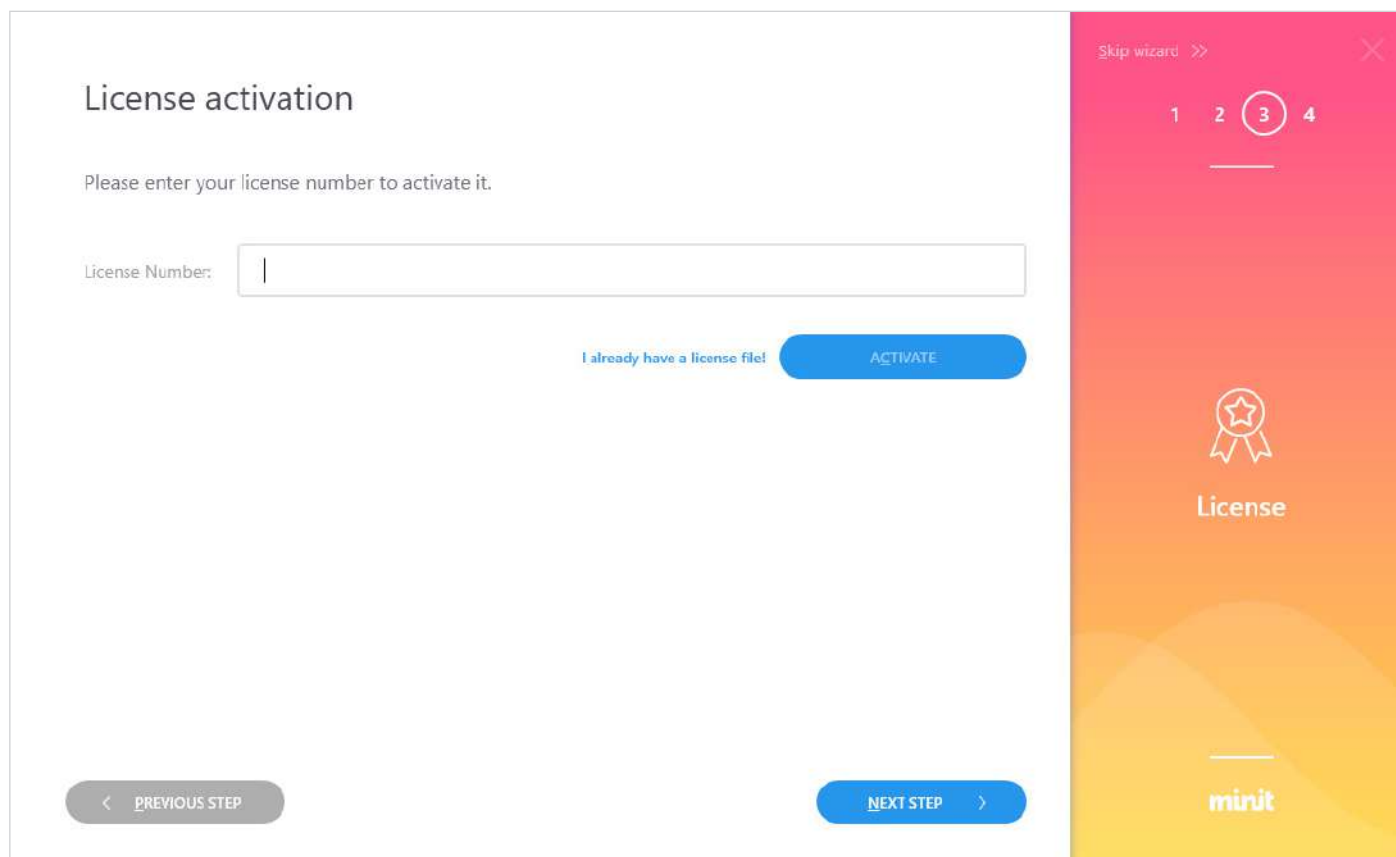 License activation
Please enter your license number to activate it.
License Number:
I already have a license file!
ACTIVATE
PREVIOUS STEP
NEXT STEP
Skip wizard
1 2 3 4
License
minit